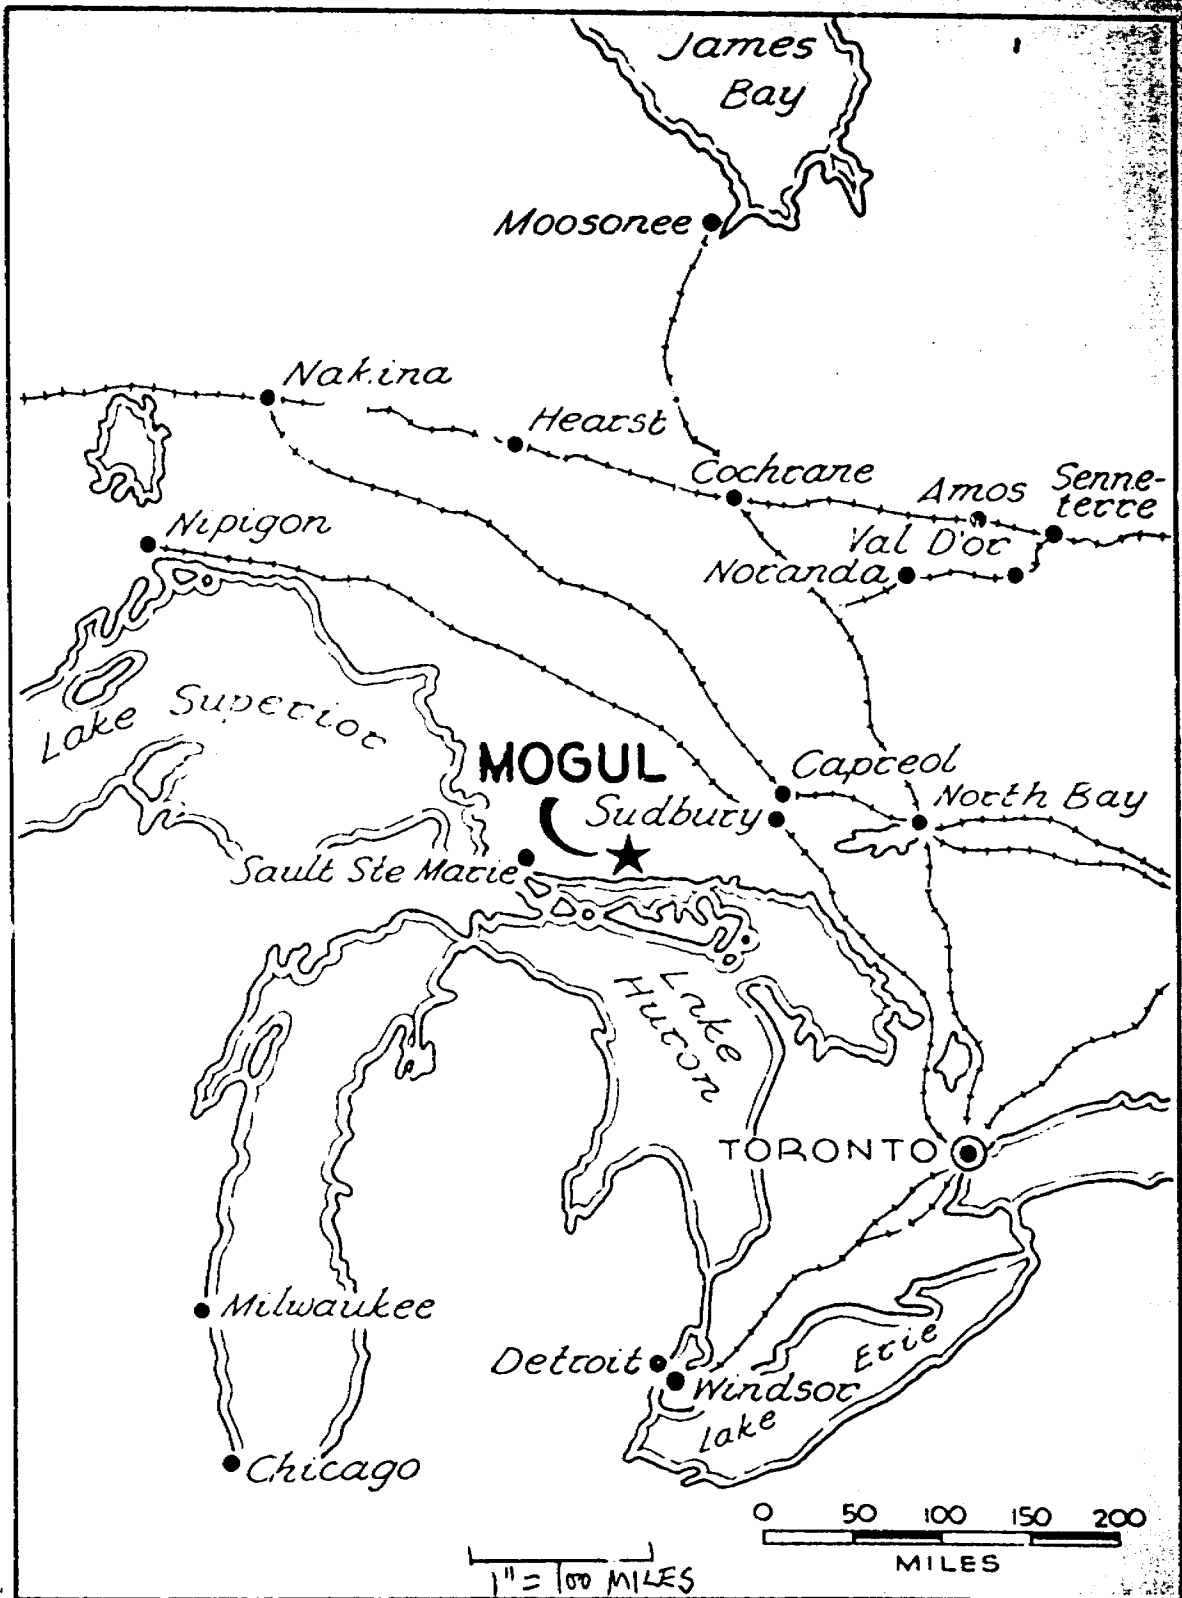 James
Bay
Moosonee
Nakina
Hearst
Cochrane
Amos
Senne-
terre
Nipigon
Val D'or
Noranda
Lake Superior
MOGUL
Capreol
Sudbury
North Bay
Sault Ste Marie
Lake
Huron
TORONTO
Milwaukee
Detroit
Windsor
Lake Erie
Chicago
0 50 100 150 200
MILES
1" = 100 MILES